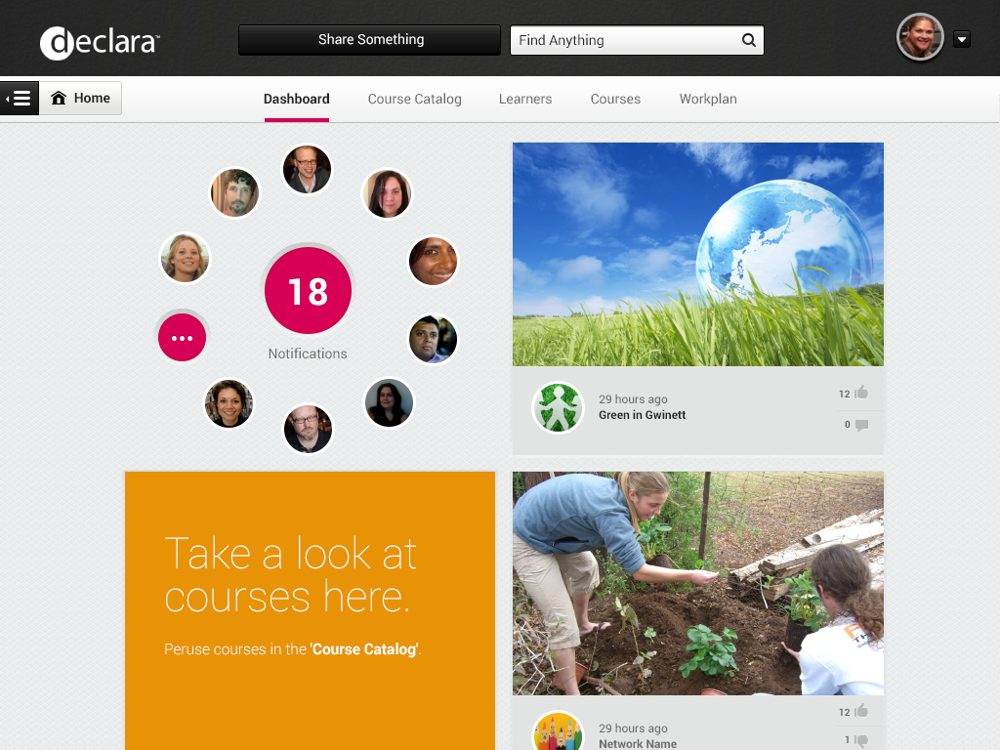 declara™
Share Something
Find Anything
Home
Dashboard
Course Catalog
Learners
Courses
Workplan
18
Notifications
29 hours ago
Green in Gwinett
12
0
Take a look at
courses here.
Peruse courses in the 'Course Catalog'.
29 hours ago
Network Name
12
1